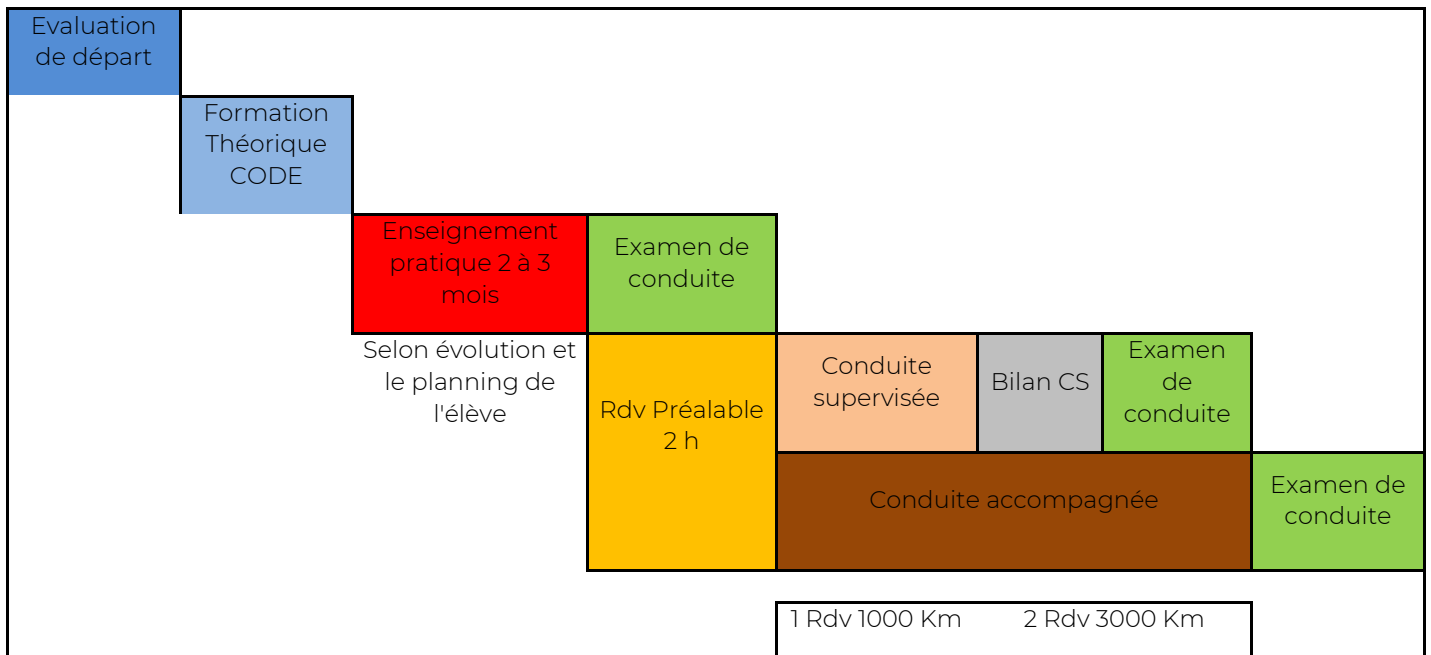 Evaluation
de départ
Formation
Théorique
CODE
Enseignement
pratique 2 à 3
mois
Examen de
conduite
Selon évolution et
le planning de
l'élève
Rdv Préalable
2 h
Conduite
supervisée
Bilan CS
Examen
de
conduite
Conduite accompagnée
Examen de
conduite
1 Rdv 1000 Km
2 Rdv 3000 Km